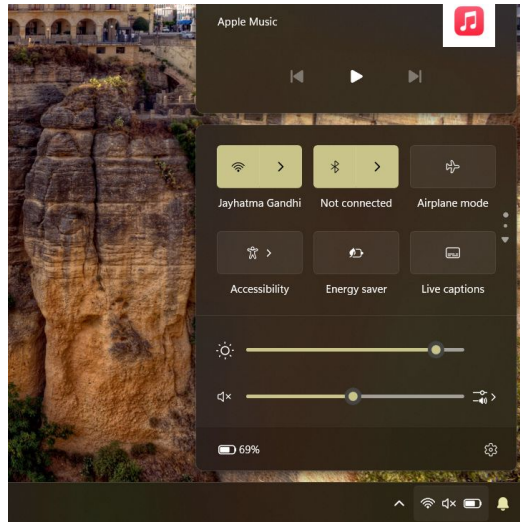 Apple Music
Jayhatma Gandhi
Not connected
Airplane mode
Accessibility
Energy saver
Live captions
69%